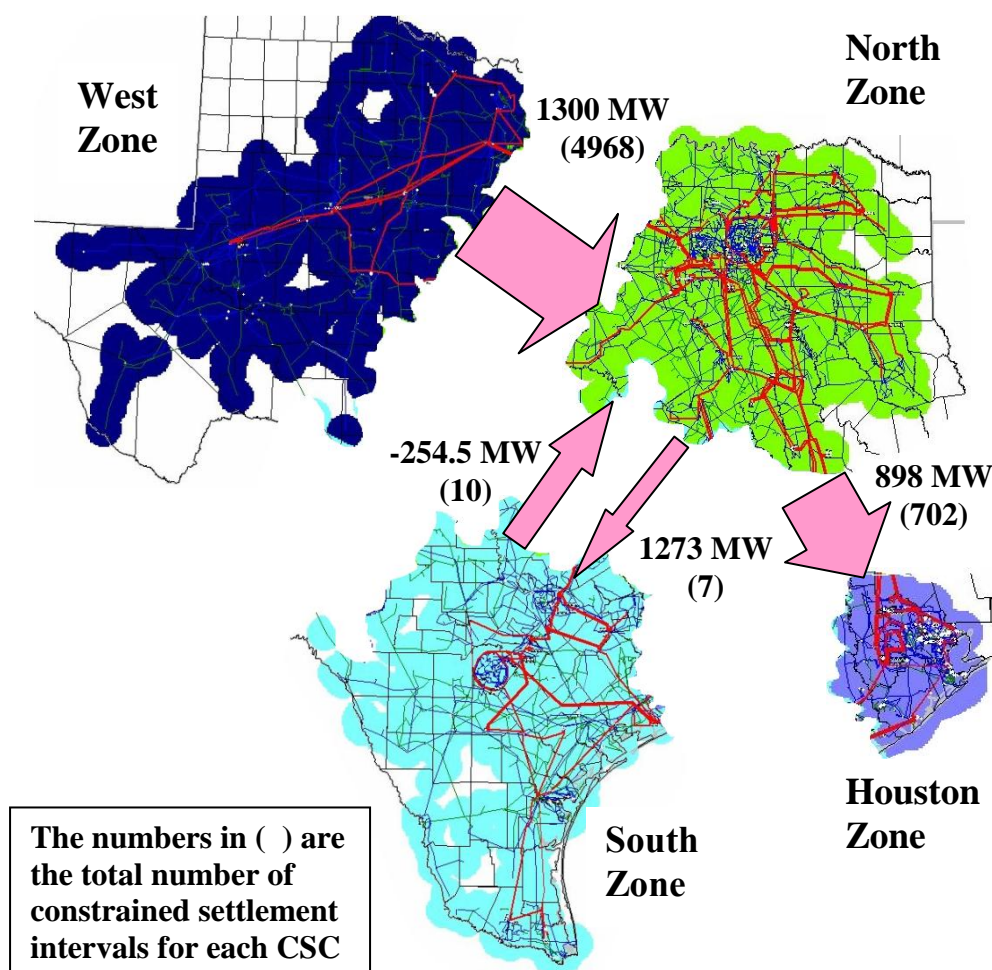 West
Zone
North
Zone
1300 MW
(4968)
-254.5 MW
(10)
898 MW
(702)
1273 MW
(7)
Houston
Zone
South
Zone
The numbers in ( ) are
the total number of
constrained settlement
intervals for each CSC